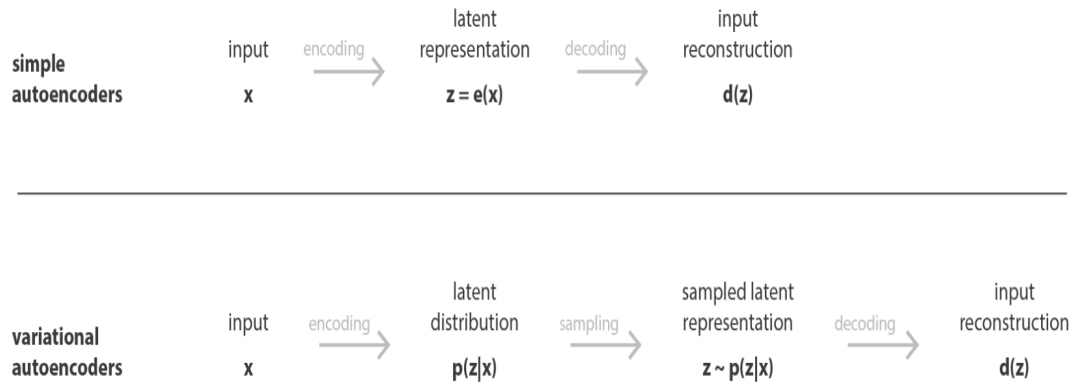 latent
input
input
encoding
representation
decoding
reconstruction
simple
autoencoders
x
z = e(x)
d(z)
latent
sampled latent
input
input
encoding
distribution
sampling
representation
decoding
reconstruction
variational
autoencoders
x
p(z|x)
z ~ p(z|x)
d(z)